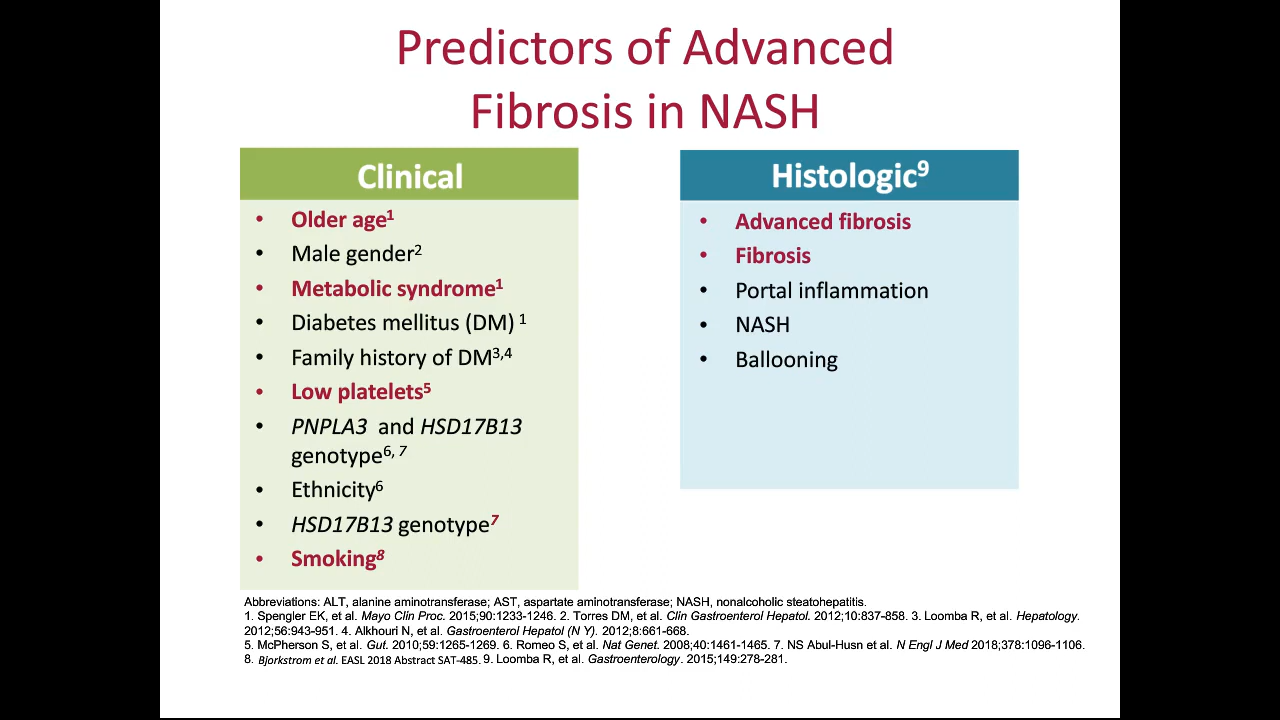 Predictors of Advanced
Fibrosis in NASH
Clinical
• Older age1
• Male gender2
• Metabolic syndrome1
• Diabetes mellitus (DM) 1
• Family history of DM3,4
• Low platelets5
• PNPLA3 and HSD17B13
genotype6, 7
• Ethnicity6
• HSD17B13 genotype7
• Smoking8
Histologic9
• Advanced fibrosis
• Fibrosis
• Portal inflammation
• NASH
• Ballooning
Abbreviations: ALT, alanine aminotransferase; AST, aspartate aminotransferase; NASH, nonalcoholic steatohepatitis.
1. Spengler EK, et al. Mayo Clin Proc. 2015;90:1233-1246. 2. Torres DM, et al. Clin Gastroenterol Hepatol. 2012;10:837-858. 3. Loomba R, et al. Hepatology.
2012;56:943-951. 4. Alkhouri N, et al. Gastroenterol Hepatol (N Y). 2012;8:661-668.
5. McPherson S, et al. Gut. 2010;59:1265-1269. 6. Romeo S, et al. Nat Genet. 2008;40:1461-1465. 7. NS Abul-Husn et al. N Engl J Med 2018;378:1096-1106.
8. Bjorkstrom et al. EASL 2018 Abstract SAT-485. 9. Loomba R, et al. Gastroenterology. 2015;149:278-281.